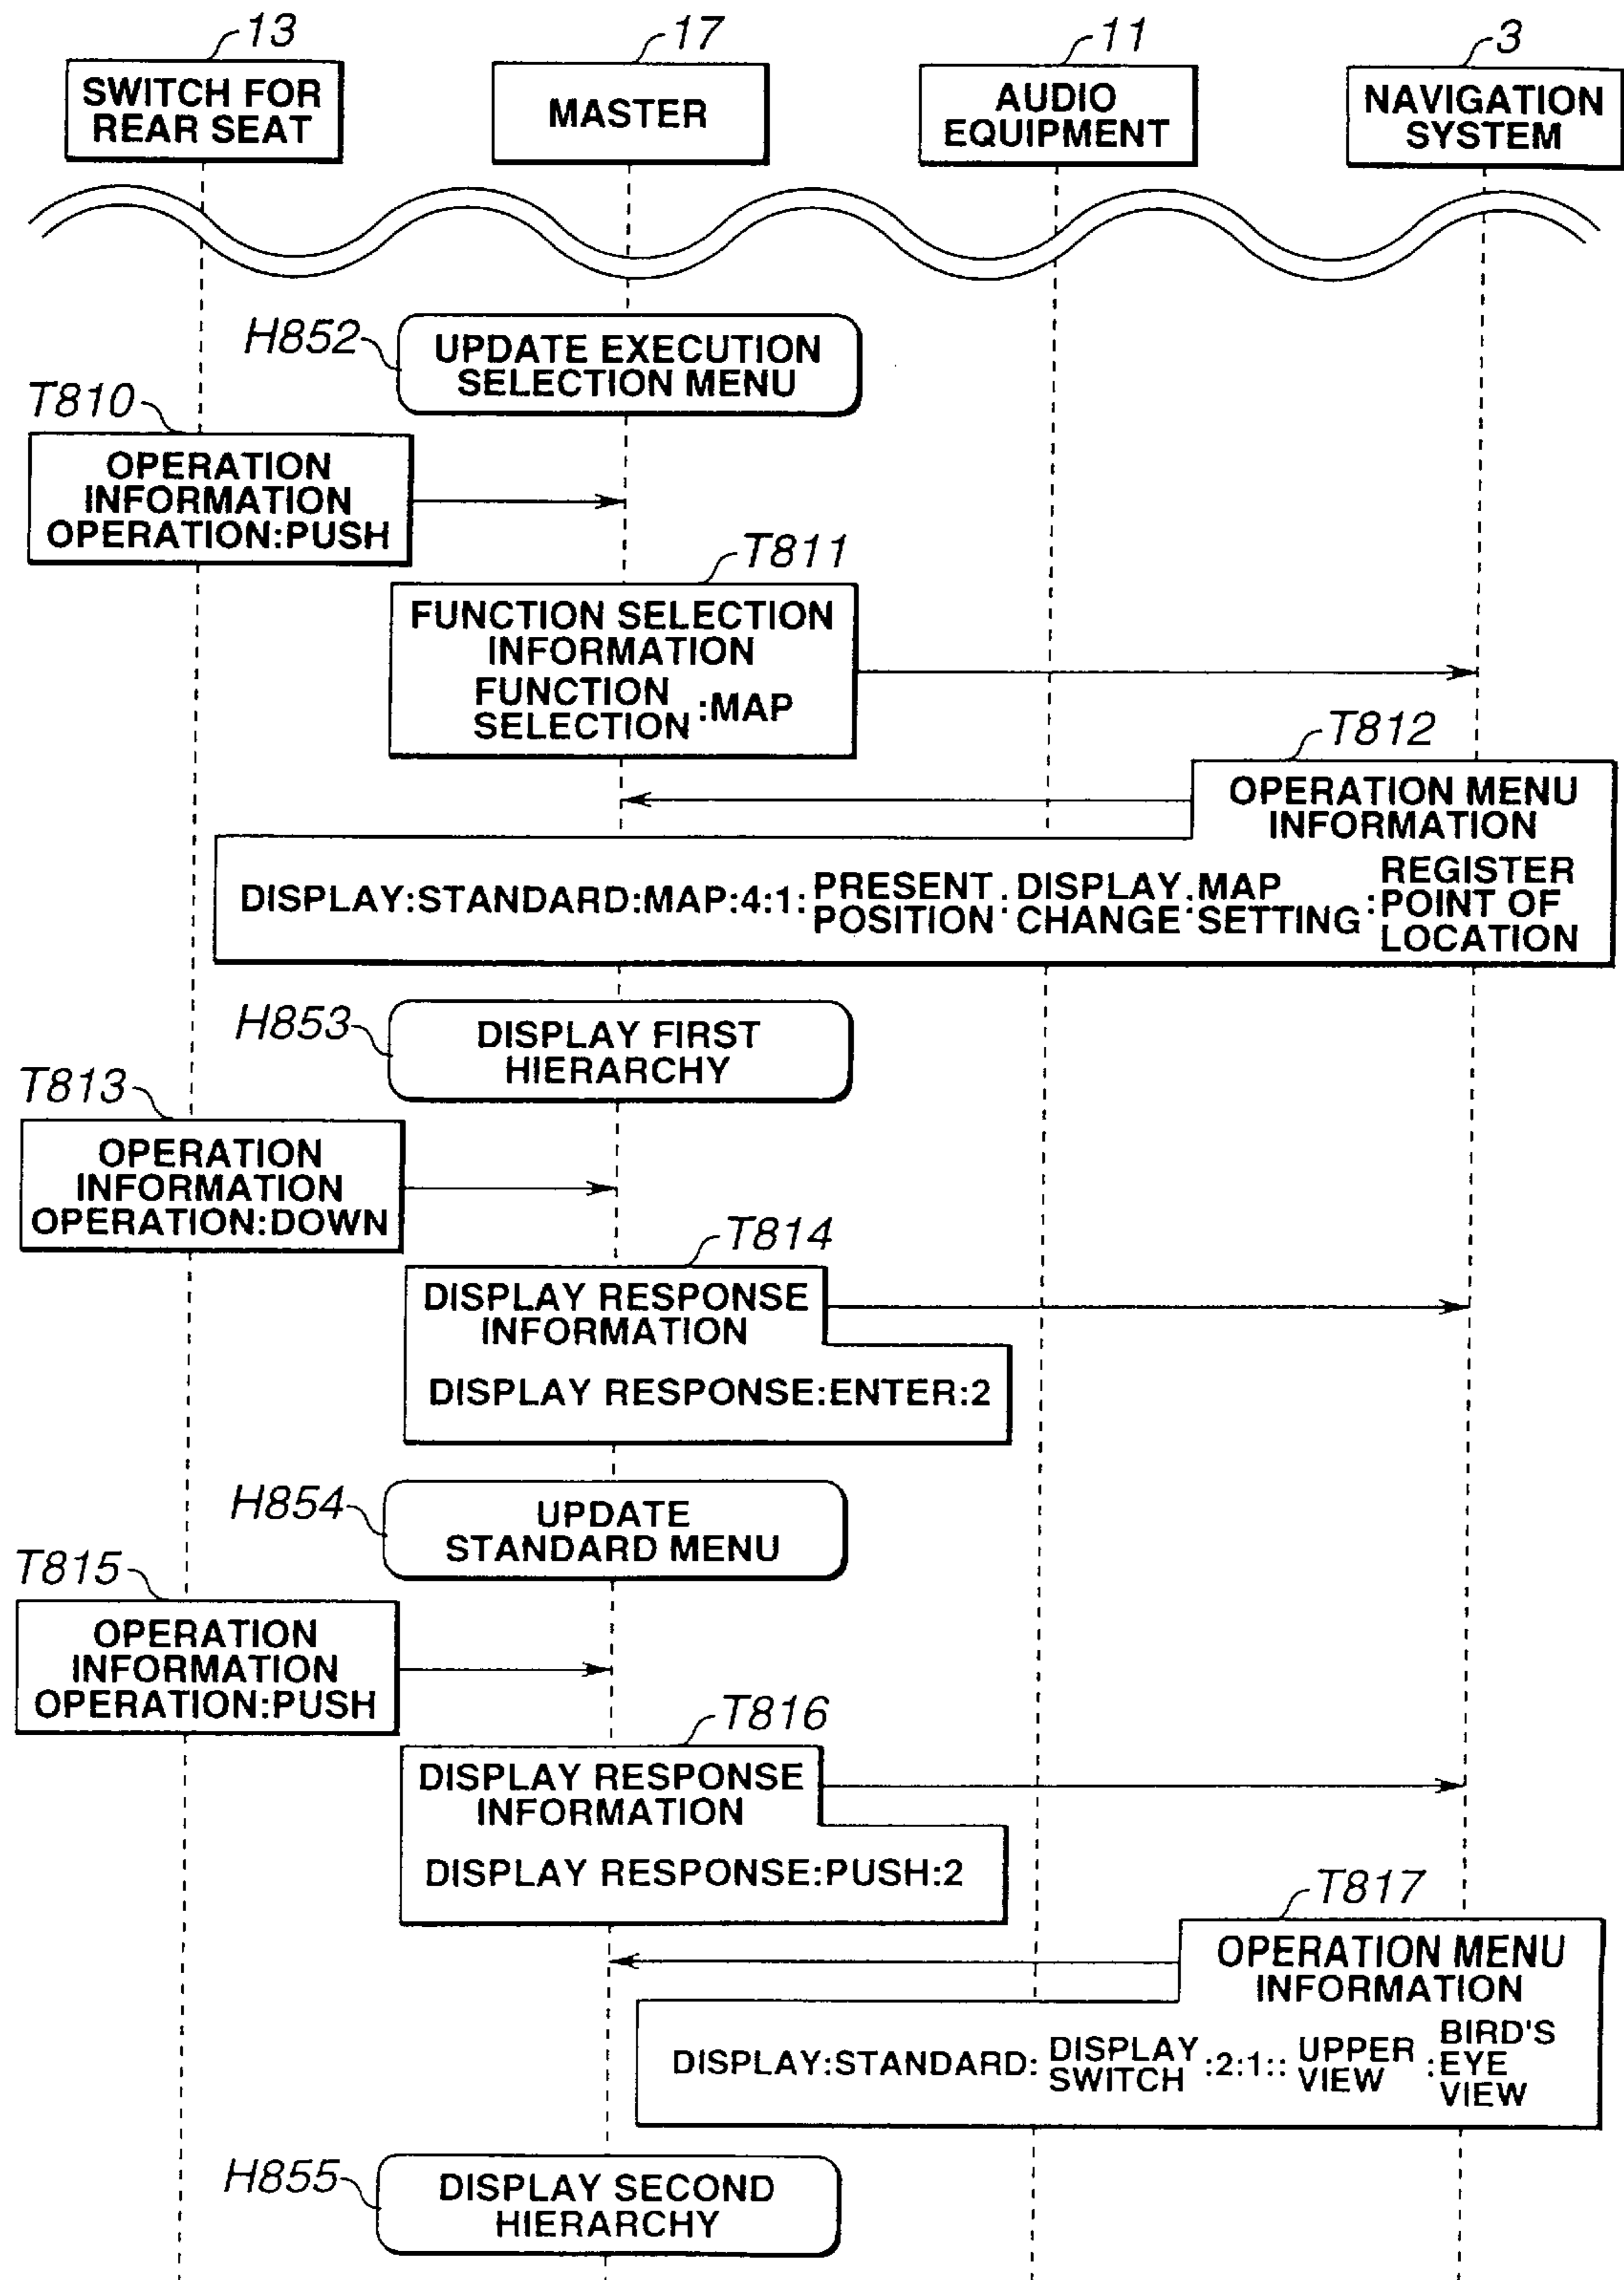 13
17
11
3
SWITCH FOR
REAR SEAT
MASTER
AUDIO
EQUIPMENT
NAVIGATION
SYSTEM
H852
UPDATE EXECUTION
SELECTION MENU
T810
OPERATION
INFORMATION
OPERATION:PUSH
T811
FUNCTION SELECTION
INFORMATION
FUNCTION
SELECTION :MAP
T812
OPERATION MENU
INFORMATION
DISPLAY:STANDARD:MAP:4:1: PRESENT POSITION : DISPLAY CHANGE : MAP SETTING : REGISTER POINT OF LOCATION
H853
DISPLAY FIRST
HIERARCHY
T813
OPERATION
INFORMATION
OPERATION:DOWN
T814
DISPLAY RESPONSE
INFORMATION
DISPLAY RESPONSE:ENTER:2
H854
UPDATE
STANDARD MENU
T815
OPERATION
INFORMATION
OPERATION:PUSH
T816
DISPLAY RESPONSE
INFORMATION
DISPLAY RESPONSE:PUSH:2
T817
OPERATION MENU
INFORMATION
DISPLAY:STANDARD: DISPLAY SWITCH :2:1:: UPPER VIEW : BIRD'S EYE VIEW
H855
DISPLAY SECOND
HIERARCHY